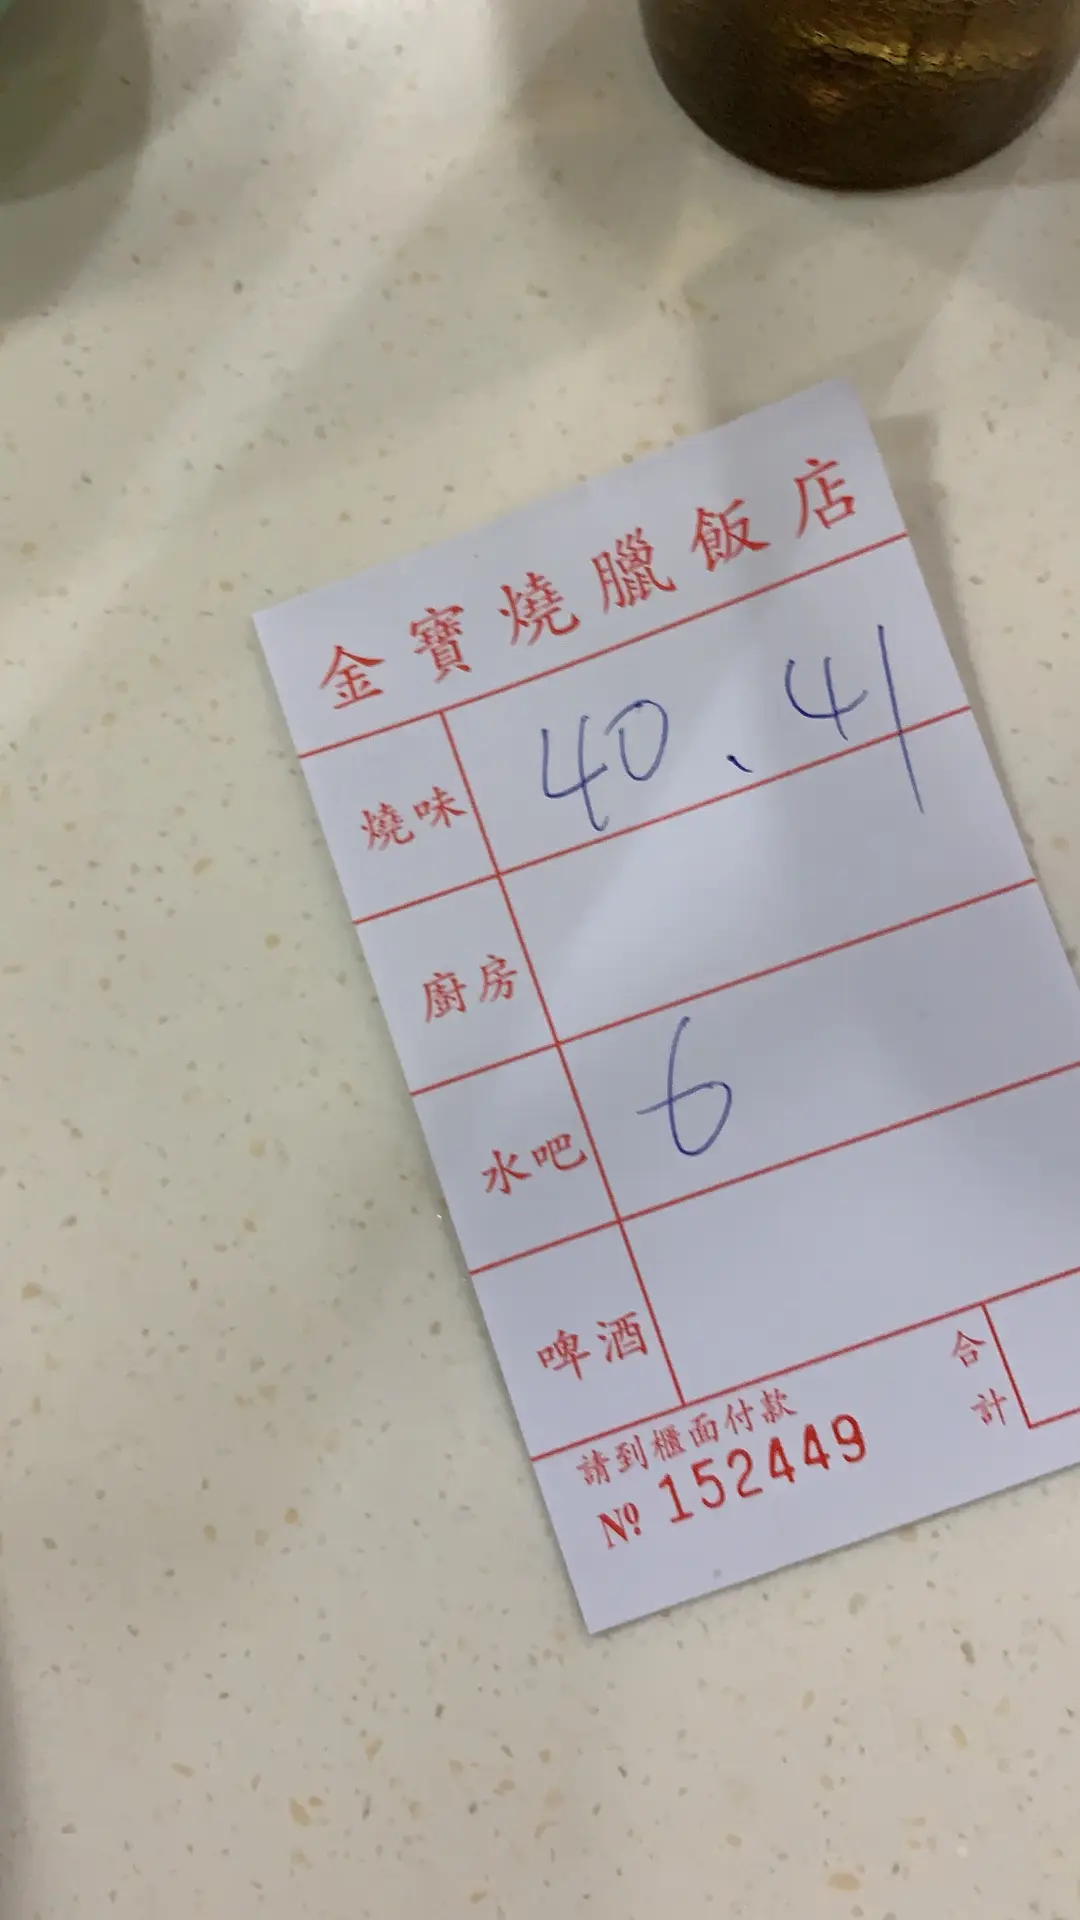 金寶燒臘飯店
燒味 40、41
廚房
水吧 6
啤酒
請到櫃面付款 合計
Nº 152449